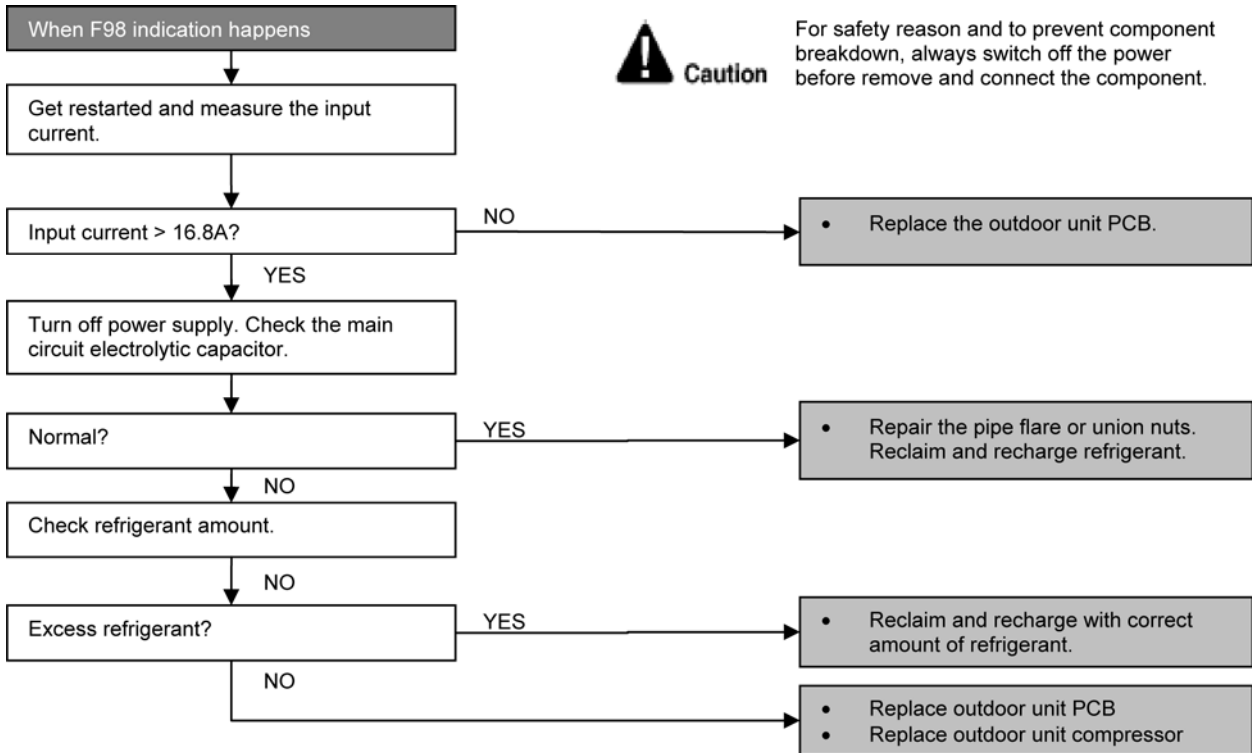 When F98 indication happens
Caution
For safety reason and to prevent component
breakdown, always switch off the power
before remove and connect the component.
Get restarted and measure the input
current.
Input current > 16.8A?
NO
• Replace the outdoor unit PCB.
YES
Turn off power supply. Check the main
circuit electrolytic capacitor.
Normal?
YES
• Repair the pipe flare or union nuts.
Reclaim and recharge refrigerant.
NO
Check refrigerant amount.
NO
Excess refrigerant?
YES
• Reclaim and recharge with correct
amount of refrigerant.
NO
• Replace outdoor unit PCB
• Replace outdoor unit compressor